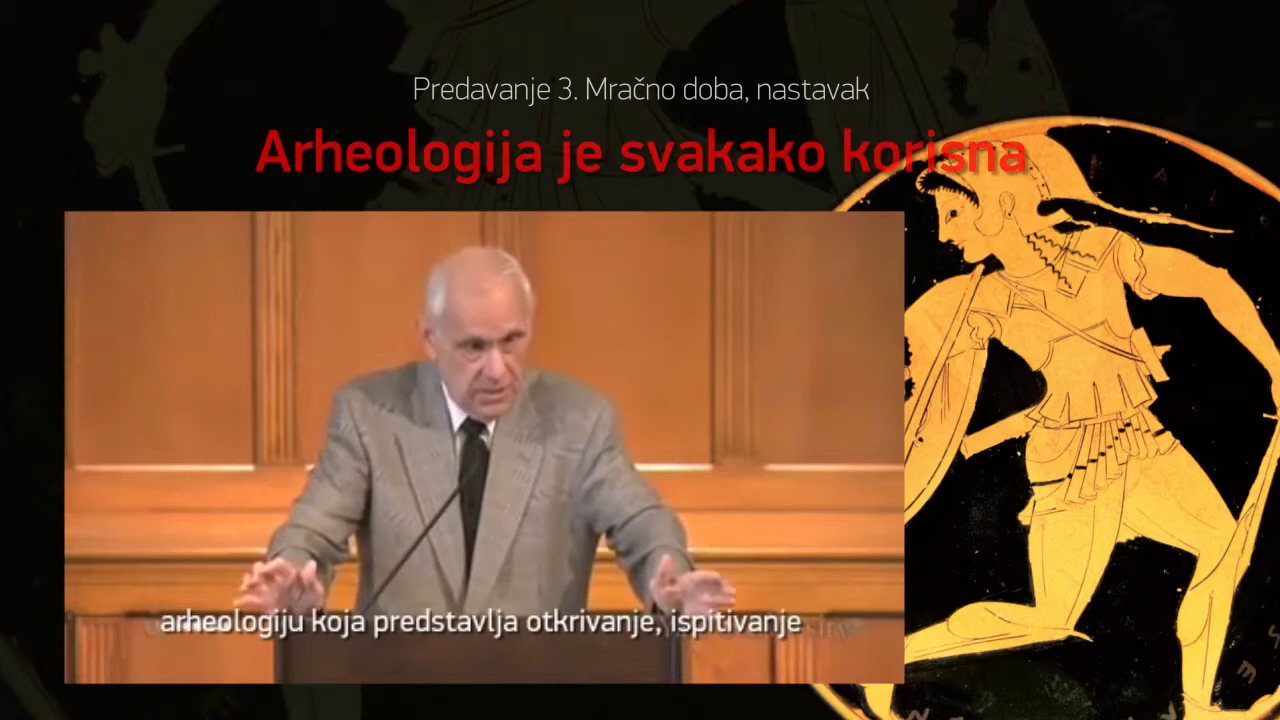 Predavanje 3. Mračno doba, nastavak
Arheologija je svakako korisna
arheologiju koja predstavlja otkrivanje, ispitivanje